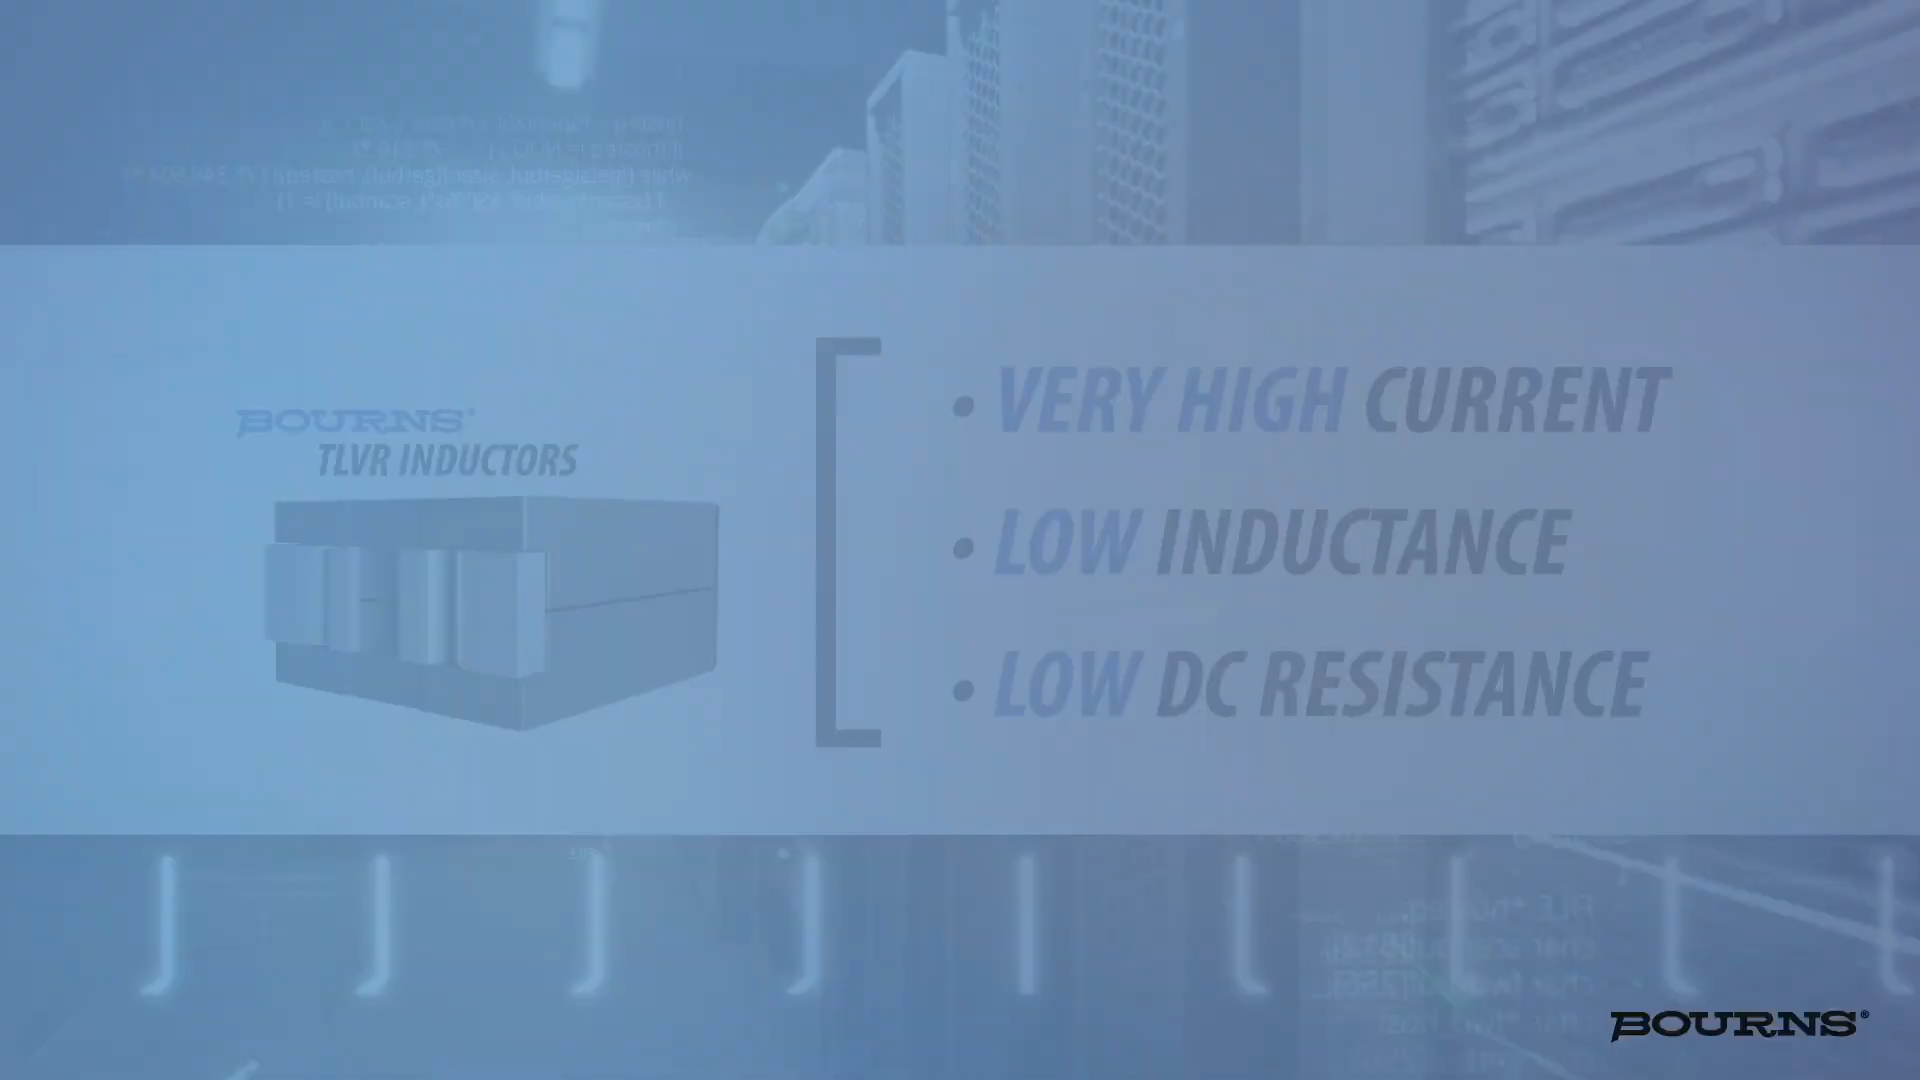 BOURNS®
TLVR INDUCTORS
• VERY HIGH CURRENT
• LOW INDUCTANCE
• LOW DC RESISTANCE
BOURNS®